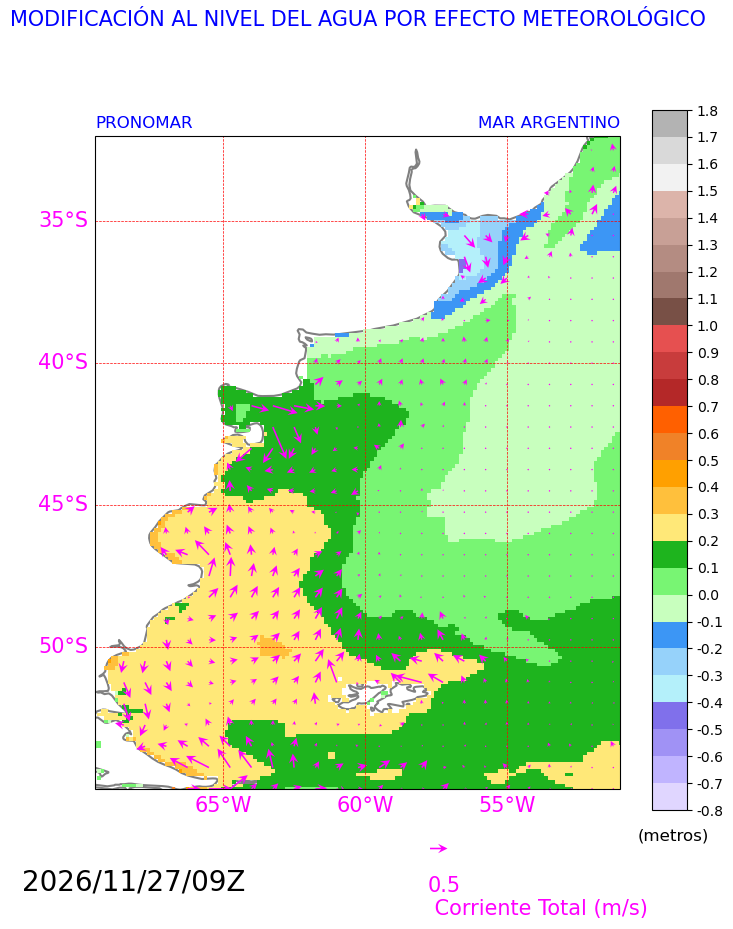 MODIFICACIÓN AL NIVEL DEL AGUA POR EFECTO METEOROLÓGICO
PRONOMAR
MAR ARGENTINO
35°S
40°S
45°S
50°S
65°W
60°W
55°W
1.8
1.7
1.6
1.5
1.4
1.3
1.2
1.1
1.0
0.9
0.8
0.7
0.6
0.5
0.4
0.3
0.2
0.1
0.0
-0.1
-0.2
-0.3
-0.4
-0.5
-0.6
-0.7
-0.8
(metros)
2026/11/27/09Z
0.5
Corriente Total (m/s)